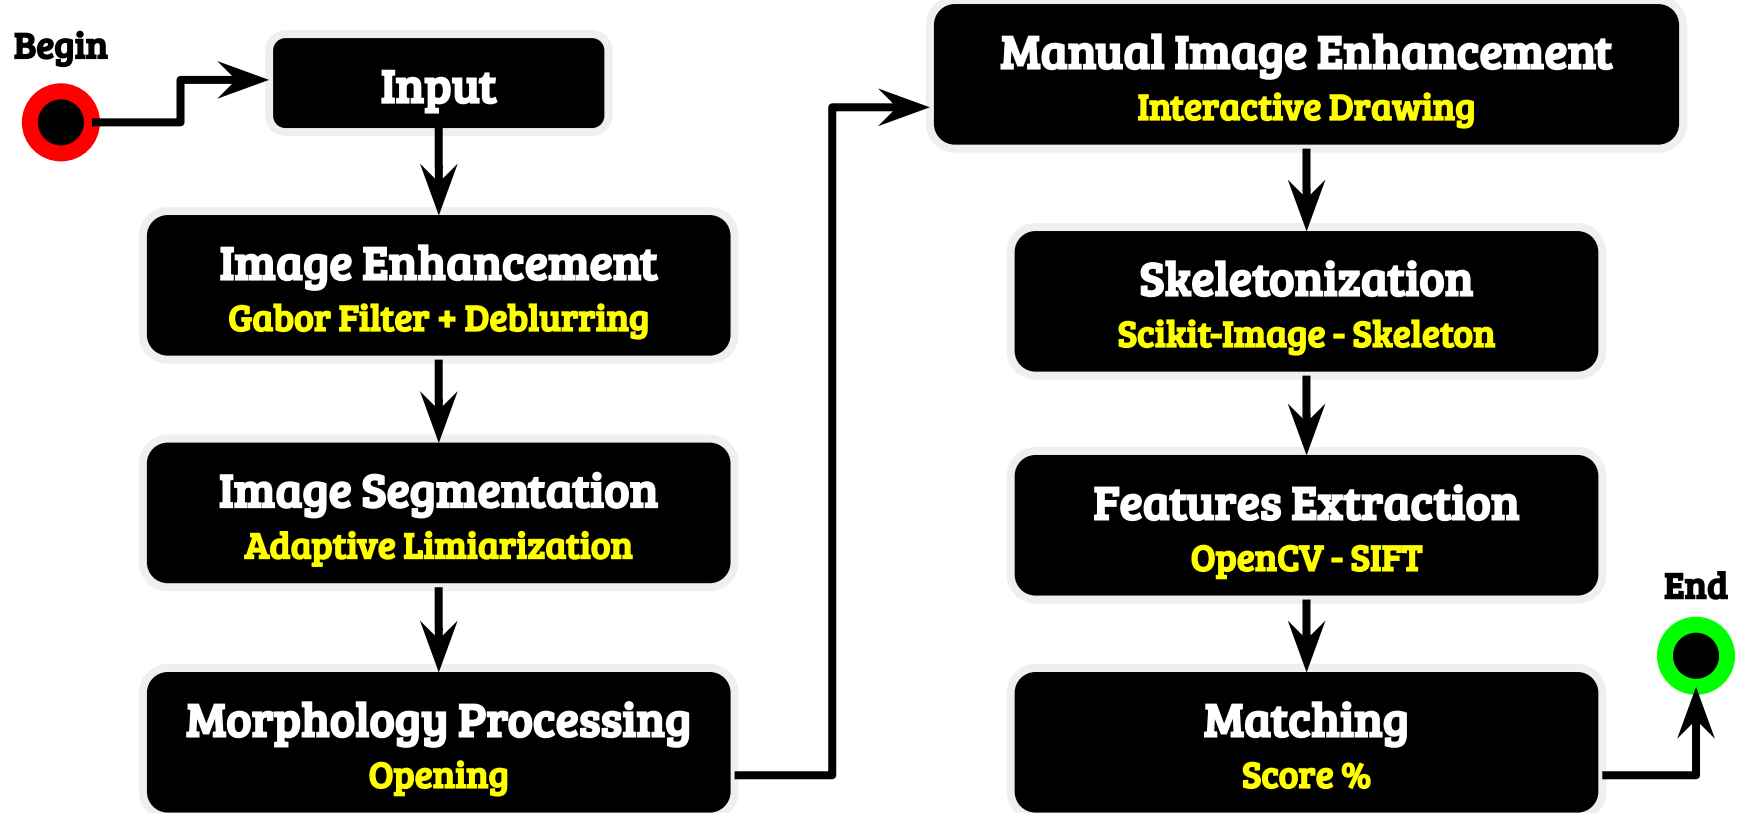 Begin
Input
Image Enhancement
Gabor Filter + Deblurring
Image Segmentation
Adaptive Limiarization
Morphology Processing
Opening
Manual Image Enhancement
Interactive Drawing
Skeletonization
Scikit-Image - Skeleton
Features Extraction
OpenCV - SIFT
Matching
Score %
End